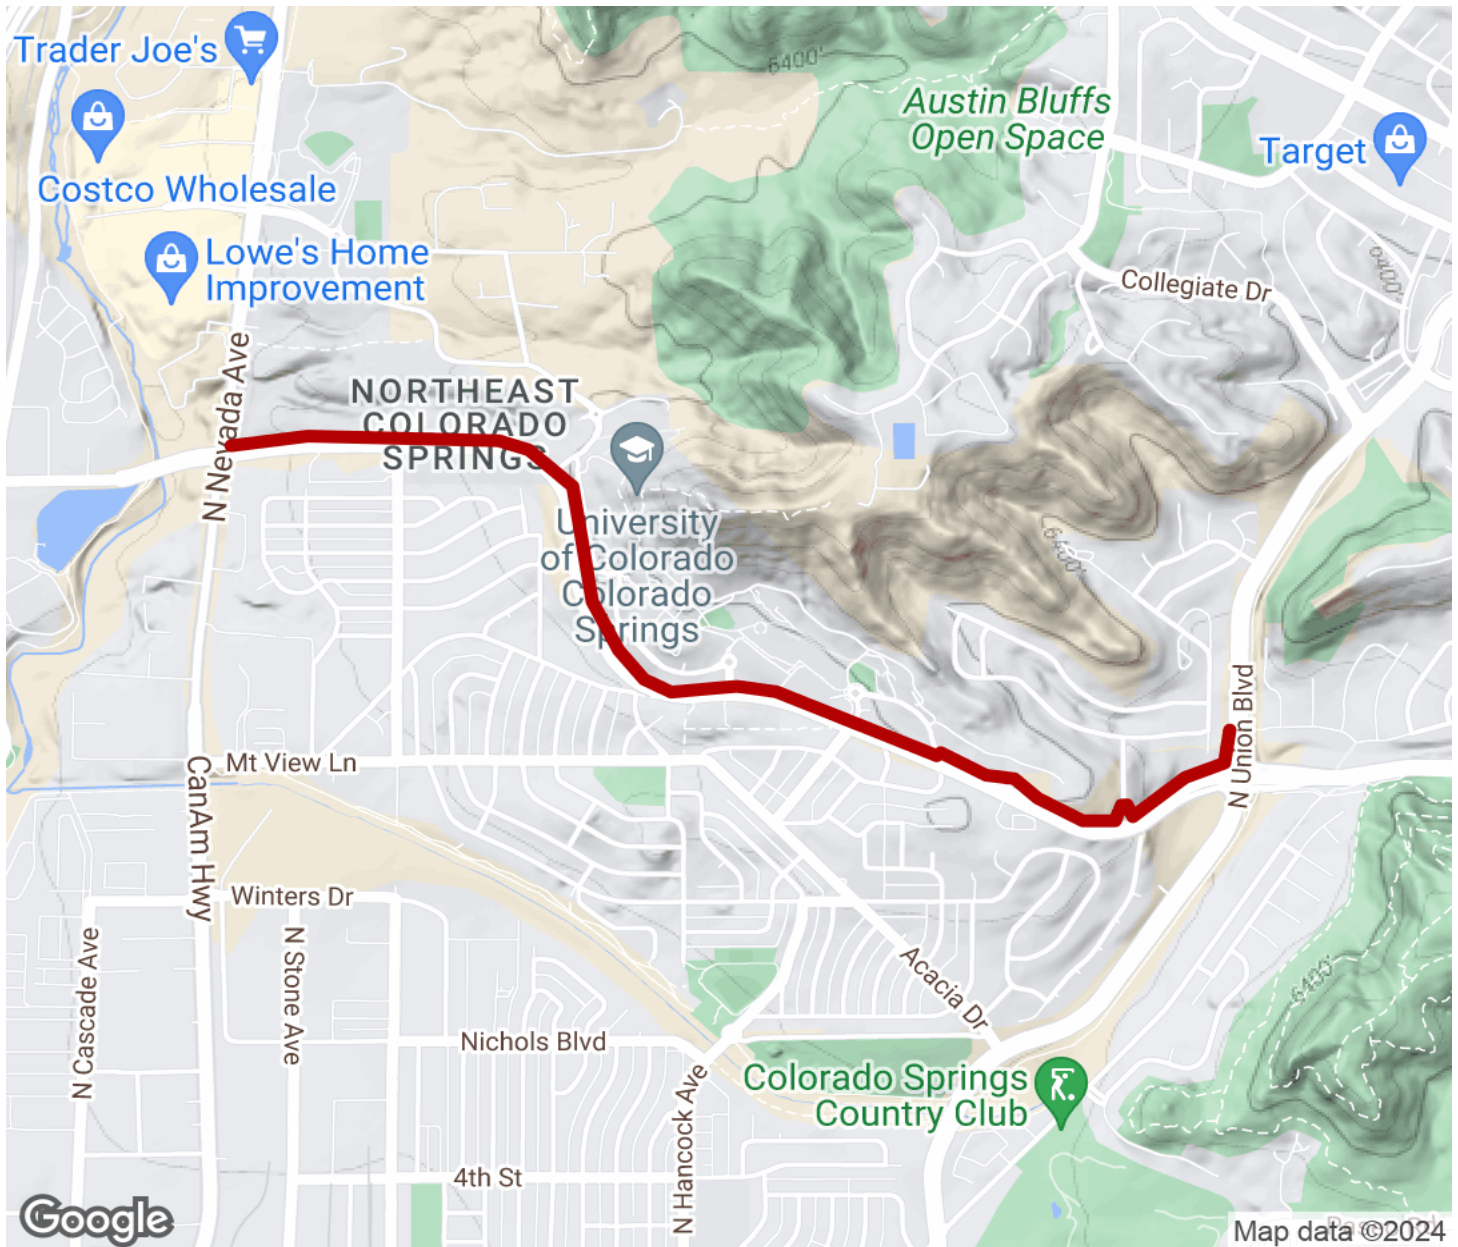 Trader Joe's
6400'
Austin Bluffs
Open Space
Target
Costco Wholesale
Lowe's Home
Improvement
6400'
Collegiate Dr
N Nevada Ave
NORTHEAST
COLORADO
SPRINGS
University
of Colorado
Colorado
Springs
6400'
N Union Blvd
Mt View Ln
CanAm Hwy
Winters Dr
N Cascade Ave
N Stone Ave
Acacia Dr
6400'
Nichols Blvd
N Hancock Ave
Colorado Springs
Country Club
4th St
Google
Map data ©2024